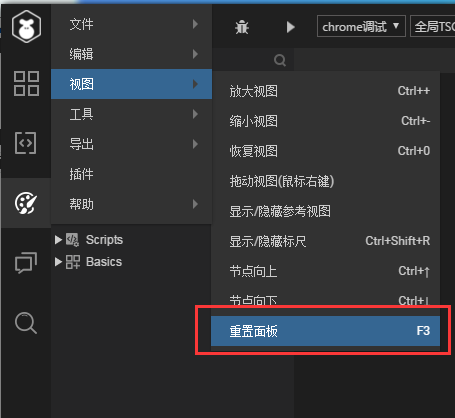 文件
编辑
视图
工具
导出
插件
帮助
Scripts
Basics
chrome调试
全局TSC
放大视图 Ctrl++
缩小视图 Ctrl+-
恢复视图 Ctrl+0
拖动视图(鼠标右键)
显示/隐藏参考视图
显示/隐藏标尺 Ctrl+Shift+R
节点向上 Ctrl+↑
节点向下 Ctrl+↓
重置面板 F3